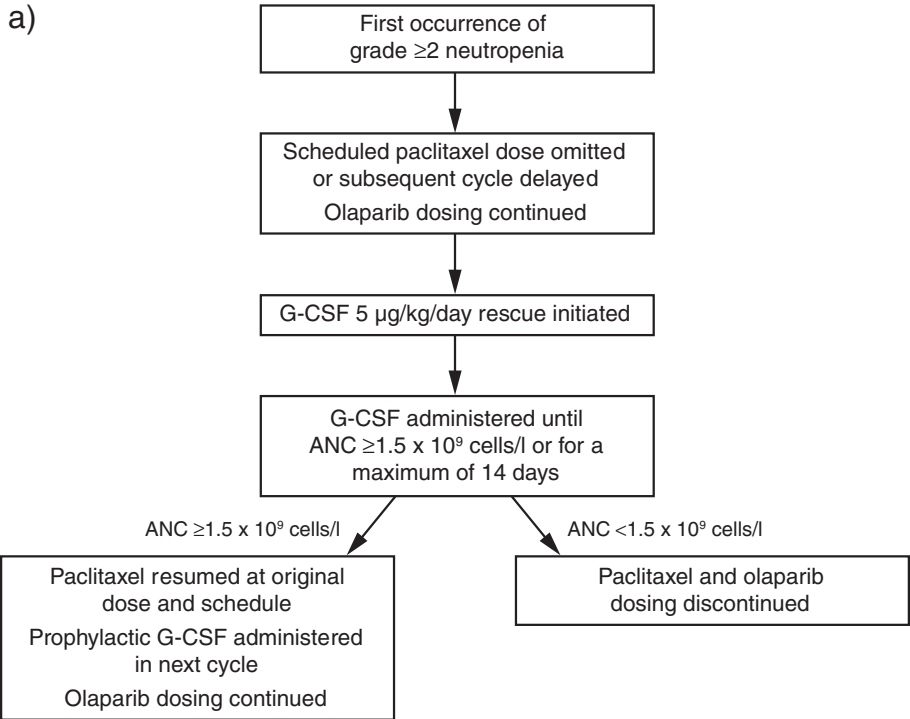 a)
First occurrence of
grade ≥2 neutropenia
Scheduled paclitaxel dose omitted
or subsequent cycle delayed
Olaparib dosing continued
G-CSF 5 μg/kg/day rescue initiated
G-CSF administered until
ANC ≥1.5 x 10⁹ cells/l or for a
maximum of 14 days
ANC ≥1.5 x 10⁹ cells/l
ANC <1.5 x 10⁹ cells/l
Paclitaxel resumed at original
dose and schedule
Prophylactic G-CSF administered
in next cycle
Olaparib dosing continued
Paclitaxel and olaparib
dosing discontinued